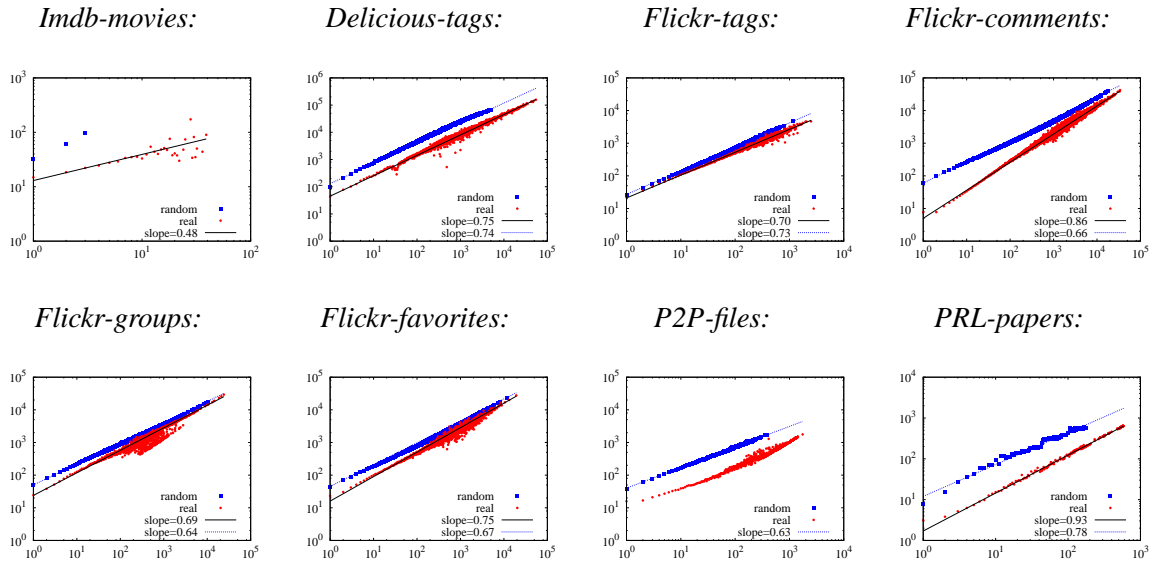 Imdb-movies: Delicious-tags: Flickr-tags: Flickr-comments:
10^3 10^2 10^1 10^0
random
real
slope=0.48
10^0 10^1 10^2
10^6 10^5 10^4 10^3 10^2 10^1 10^0
random
real
slope=0.75
slope=0.74
10^0 10^1 10^2 10^3 10^4 10^5
10^5 10^4 10^3 10^2 10^1 10^0
random
real
slope=0.70
slope=0.73
10^0 10^1 10^2 10^3 10^4
10^5 10^4 10^3 10^2 10^1 10^0
random
real
slope=0.86
slope=0.66
10^0 10^1 10^2 10^3 10^4 10^5
Flickr-groups: Flickr-favorites: P2P-files: PRL-papers:
10^5 10^4 10^3 10^2 10^1 10^0
random
real
slope=0.69
slope=0.64
10^0 10^1 10^2 10^3 10^4 10^5
10^5 10^4 10^3 10^2 10^1 10^0
random
real
slope=0.75
slope=0.67
10^0 10^1 10^2 10^3 10^4 10^5
10^5 10^4 10^3 10^2 10^1 10^0
random
real
slope=0.63
10^0 10^1 10^2 10^3 10^4
10^4 10^3 10^2 10^1 10^0
random
real
slope=0.93
slope=0.78
10^0 10^1 10^2 10^3